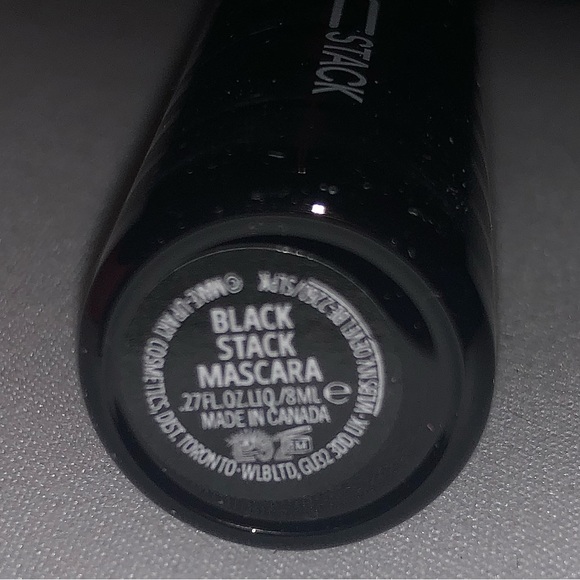 STACK
BLACK
STACK
MASCARA
.27 FL.OZ.LIQ./8 ML e
MADE IN CANADA
©MAKE-UP ART COSMETICS, DIST. TORONTO · WLB LTD, GU32 3DD, UK ·